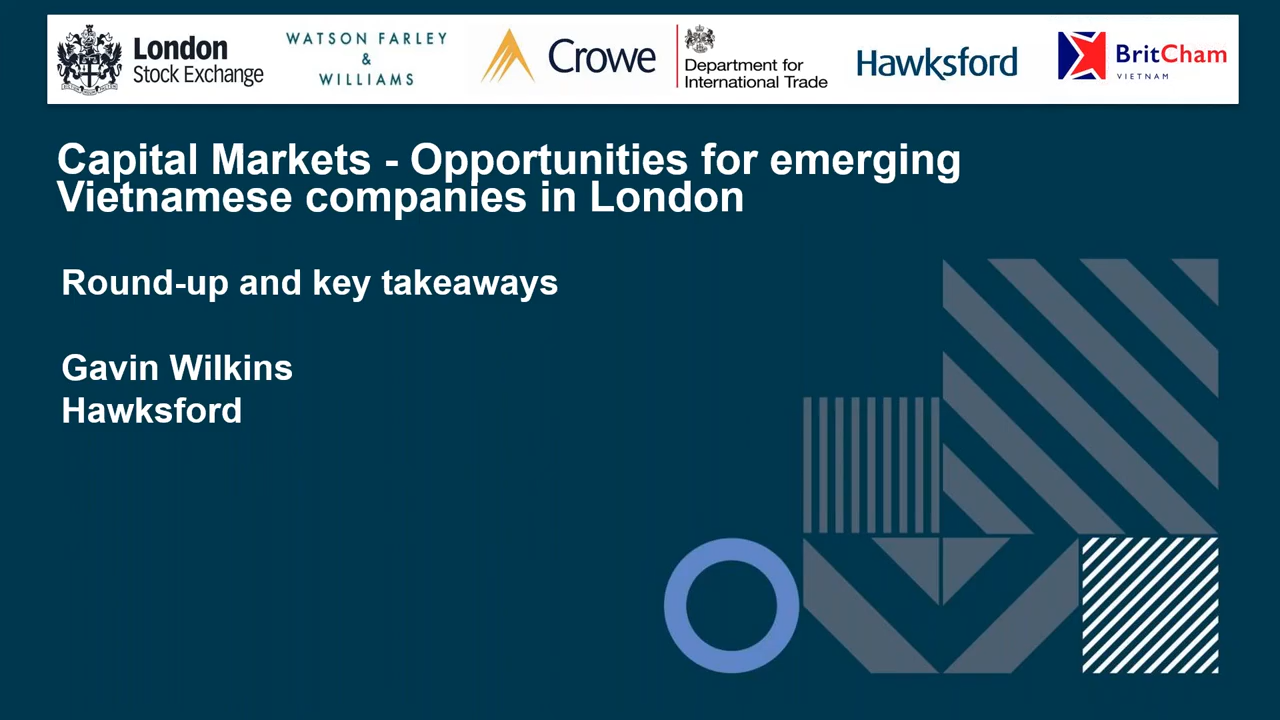 London
Stock Exchange
WATSON FARLEY
&
WILLIAMS
Crowe
Department for
International Trade
Hawksford
BritCham
VIETNAM
Capital Markets - Opportunities for emerging
Vietnamese companies in London
Round-up and key takeaways
Gavin Wilkins
Hawksford